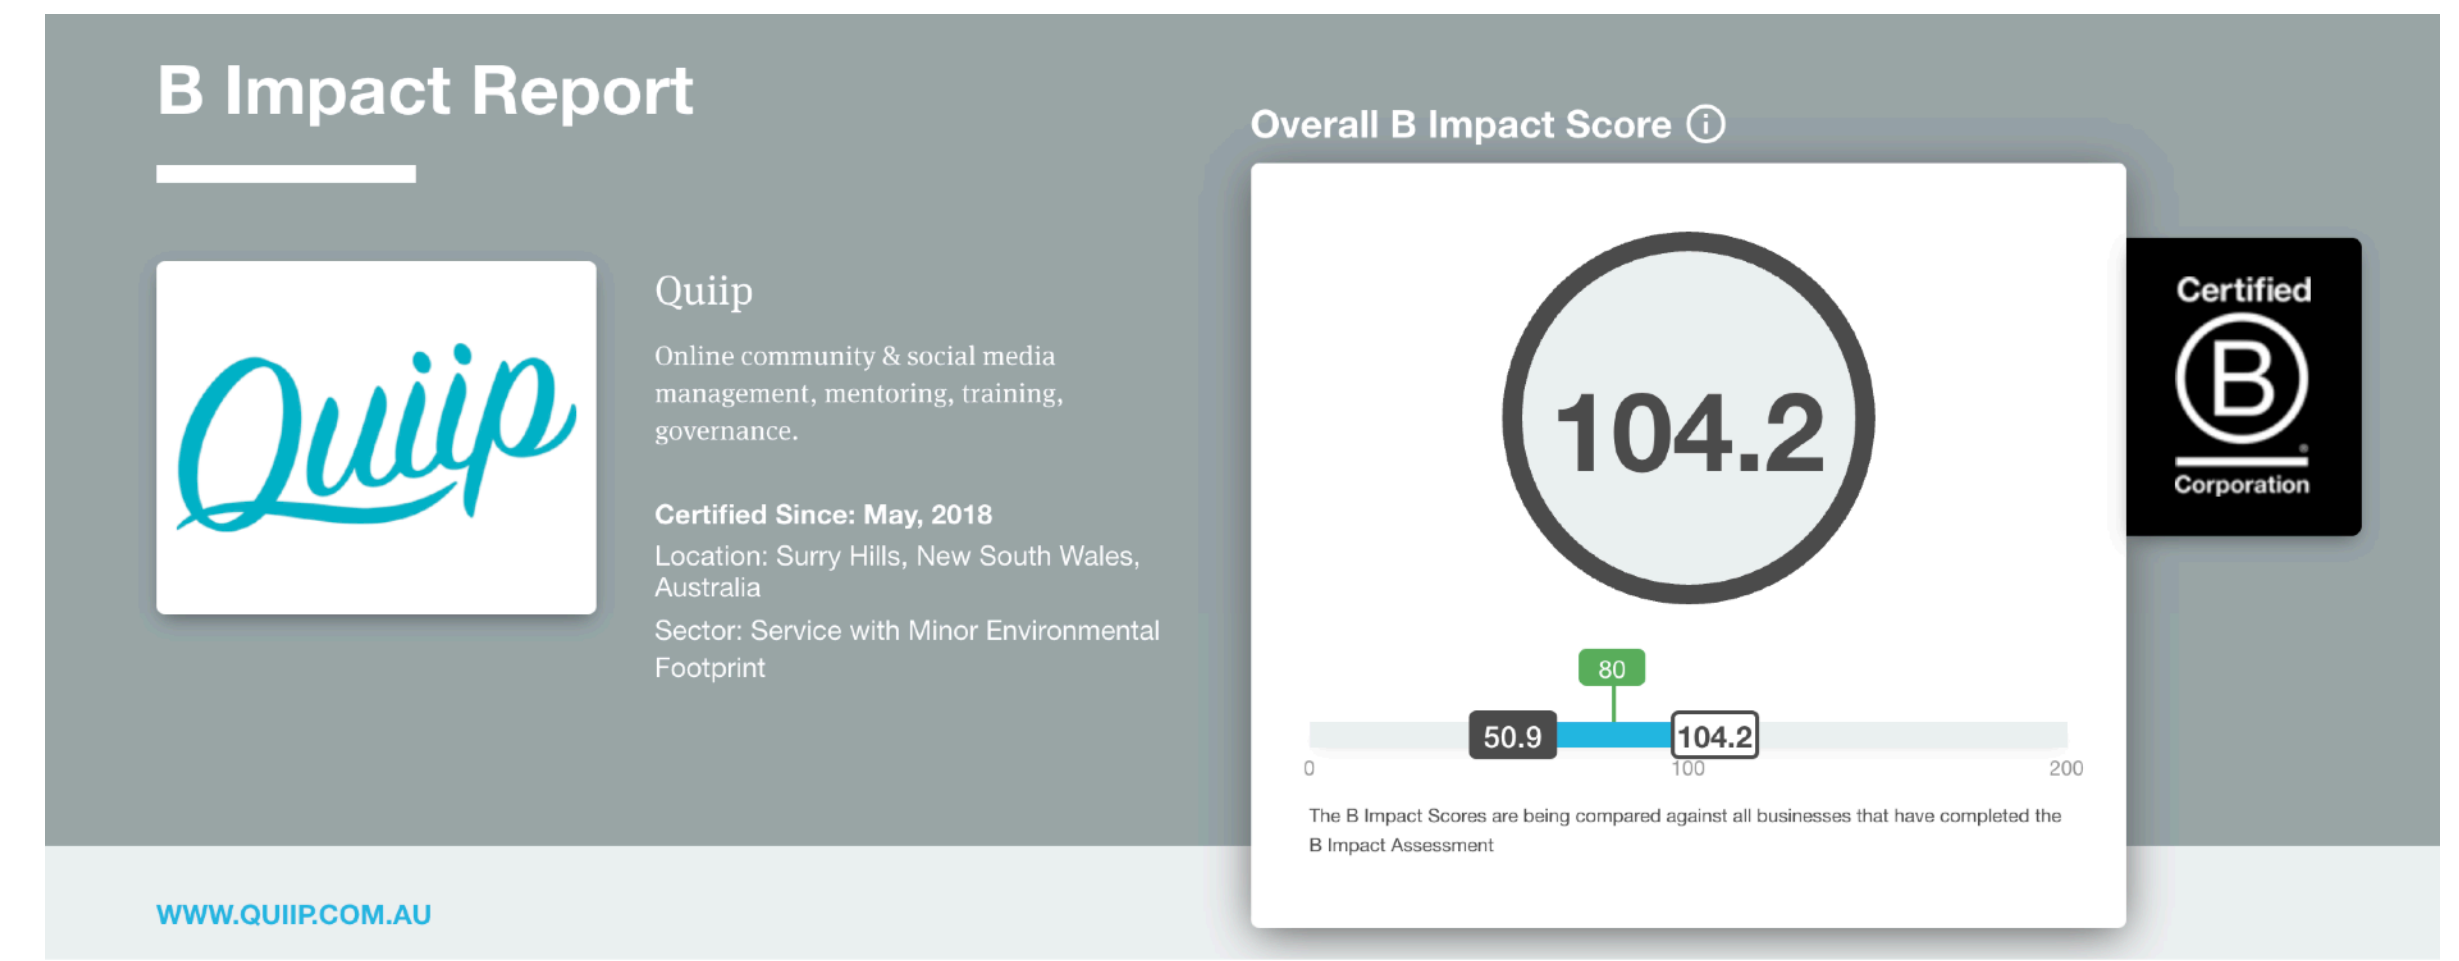 B Impact Report
Quiip
Quiip
Online community & social media
management, mentoring, training,
governance.
Certified Since: May, 2018
Location: Surry Hills, New South Wales,
Australia
Sector: Service with Minor Environmental
Footprint
WWW.QUIIP.COM.AU
Overall B Impact Score i
104.2
80
50.9 104.2
0 100 200
The B Impact Scores are being compared against all businesses that have completed the
B Impact Assessment
Certified
B
Corporation